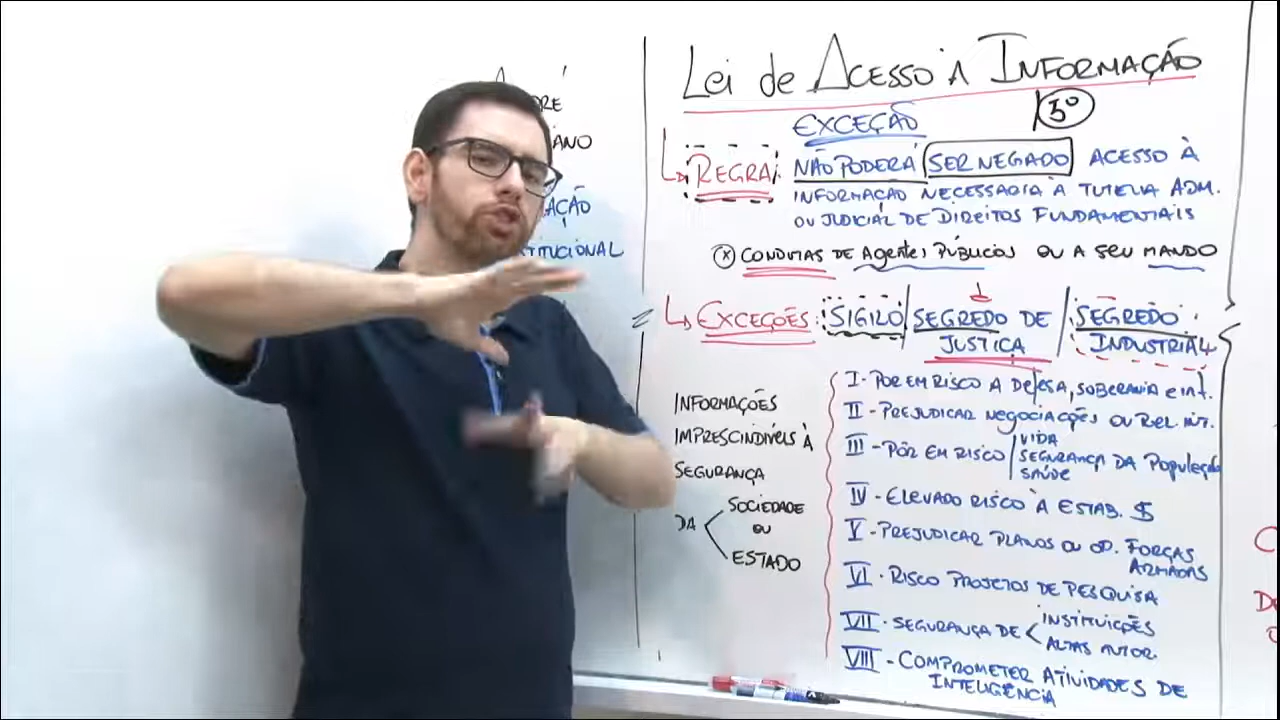 Lei de Acesso à Informação
5º
EXCEÇÃO
REGRA: NÃO PODERÁ SER NEGADO ACESSO À
INFORMAÇÃO NECESSARIA À TUTELA ADM.
OU JUDICIAL DE DIREITOS FUNDAMENTAIS
CONDUTAS DE Agentes Públicos OU A SEU MANDO
EXCEÇÕES: SIGILO / SEGREDO DE JUSTIÇA / SEGREDO INDUSTRIAL
INFORMAÇÕES
IMPRESCINDÍVEIS À
SEGURANÇA
DA SOCIEDADE
OU
ESTADO
I - PÔR EM RISCO A DEFESA, SOBERANIA e int.
II - PREJUDICAR NEGOCIAÇÕES OU REL. INT.
III - PÔR EM RISCO VIDA
SEGURANÇA DA População
SAÚDE
IV - ELEVADO RISCO À ESTAB. $
V - PREJUDICAR PLANOS OU OP. FORÇAS
ARMADAS
VI - RISCO PROJETOS DE PESQUISA
VII - SEGURANÇA DE INSTITUIÇÕES
ALTAS AUTOR.
VIII - COMPROMETER ATIVIDADES DE
INTELIGÊNCIA